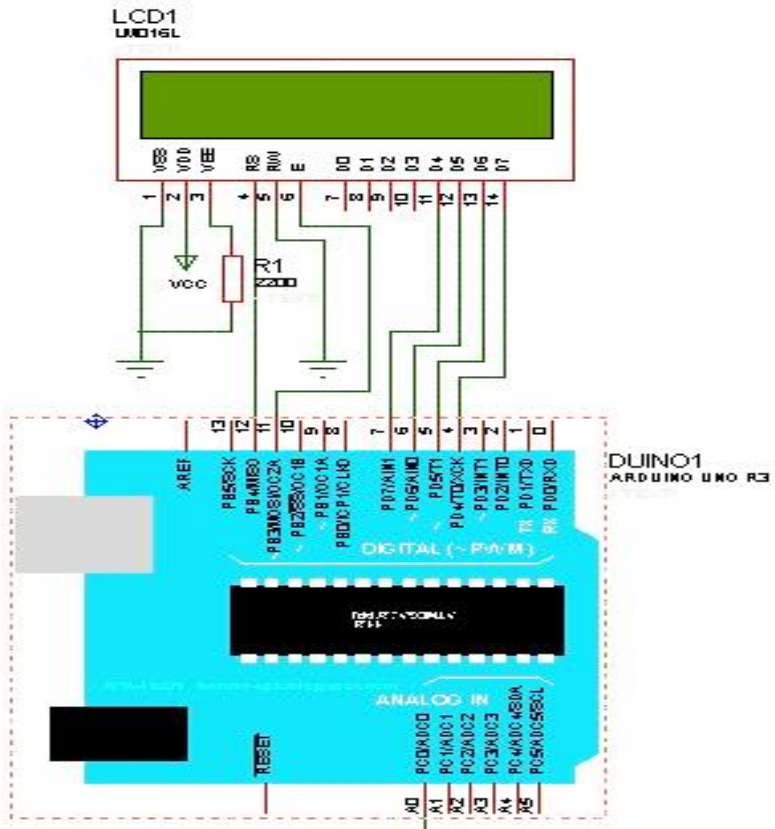 LCD1
LM016L
VSS VDD VEE RS RW E D0 D1 D2 D3 D4 D5 D6 D7
1 2 3 4 5 6 7 8 9 10 11 12 13 14
VCC
R1
2200
AREF 13 12 11 10 9 8 7 6 5 4 3 2 1 0
PB5/SCK PB4/MISO PB3/MOSI/OC2A PB2/SS/OC1B PB1/OC1A PB0/ICP1/CLKO PD7/AIN1 PD6/AIN0 PD5/T1 PD4/T0/XCK PD3/INT1 PD2/INT0 PD1/TXD PD0/RXD
TX RX
DUINO1
ARDUINO UNO R3
DIGITAL (~PWM)
ANALOG IN
RESET
PC0/ADC0 PC1/ADC1 PC2/ADC2 PC3/ADC3 PC4/ADC4/SDA PC5/ADC5/SCL
A0 A1 A2 A3 A4 A5